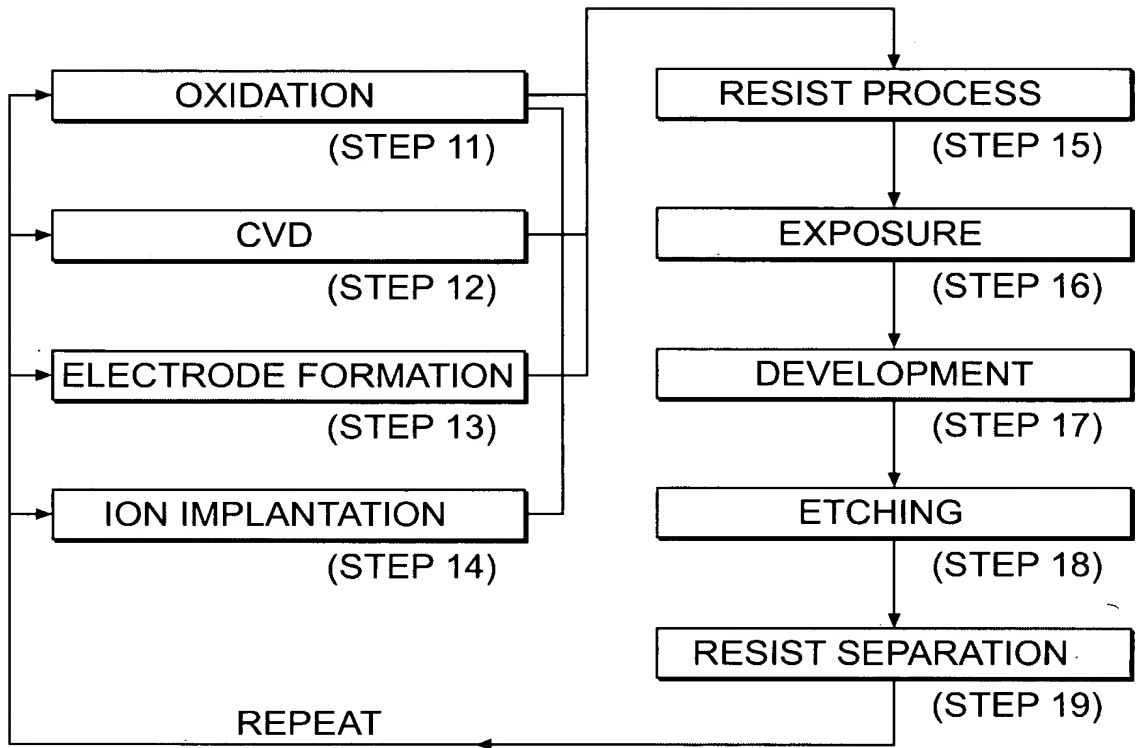 OXIDATION
(STEP 11)
CVD
(STEP 12)
ELECTRODE FORMATION
(STEP 13)
ION IMPLANTATION
(STEP 14)
RESIST PROCESS
(STEP 15)
EXPOSURE
(STEP 16)
DEVELOPMENT
(STEP 17)
ETCHING
(STEP 18)
RESIST SEPARATION
(STEP 19)
REPEAT